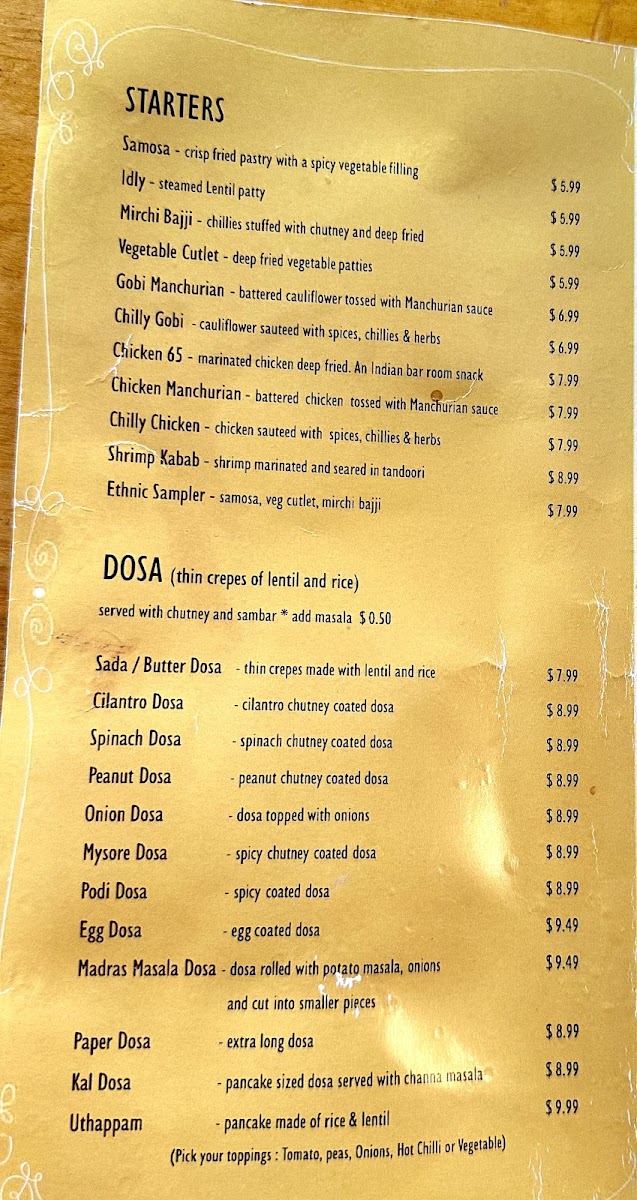 STARTERS
Samosa - crisp fried pastry with a spicy vegetable filling $ 5.99
Idly - steamed Lentil patty $ 5.99
Mirchi Bajji - chillies stuffed with chutney and deep fried $ 5.99
Vegetable Cutlet - deep fried vegetable patties $ 5.99
Gobi Manchurian - battered cauliflower tossed with Manchurian sauce $ 6.99
Chilly Gobi - cauliflower sauteed with spices, chillies & herbs $ 6.99
Chicken 65 - marinated chicken deep fried. An Indian bar room snack $ 7.99
Chicken Manchurian - battered chicken tossed with Manchurian sauce $ 7.99
Chilly Chicken - chicken sauteed with spices, chillies & herbs $ 7.99
Shrimp Kabab - shrimp marinated and seared in tandoori $ 8.99
Ethnic Sampler - samosa, veg cutlet, mirchi bajji $ 7.99
DOSA (thin crepes of lentil and rice)
served with chutney and sambar * add masala $ 0.50
Sada / Butter Dosa - thin crepes made with lentil and rice $ 7.99
Cilantro Dosa - cilantro chutney coated dosa $ 8.99
Spinach Dosa - spinach chutney coated dosa $ 8.99
Peanut Dosa - peanut chutney coated dosa $ 8.99
Onion Dosa - dosa topped with onions $ 8.99
Mysore Dosa - spicy chutney coated dosa $ 8.99
Podi Dosa - spicy coated dosa $ 8.99
Egg Dosa - egg coated dosa $ 9.49
Madras Masala Dosa - dosa rolled with potato masala, onions $ 9.49
and cut into smaller pieces
Paper Dosa - extra long dosa $ 8.99
Kal Dosa - pancake sized dosa served with channa masala $ 8.99
Uthappam - pancake made of rice & lentil $ 9.99
(Pick your toppings : Tomato, peas, Onions, Hot Chilli or Vegetable)